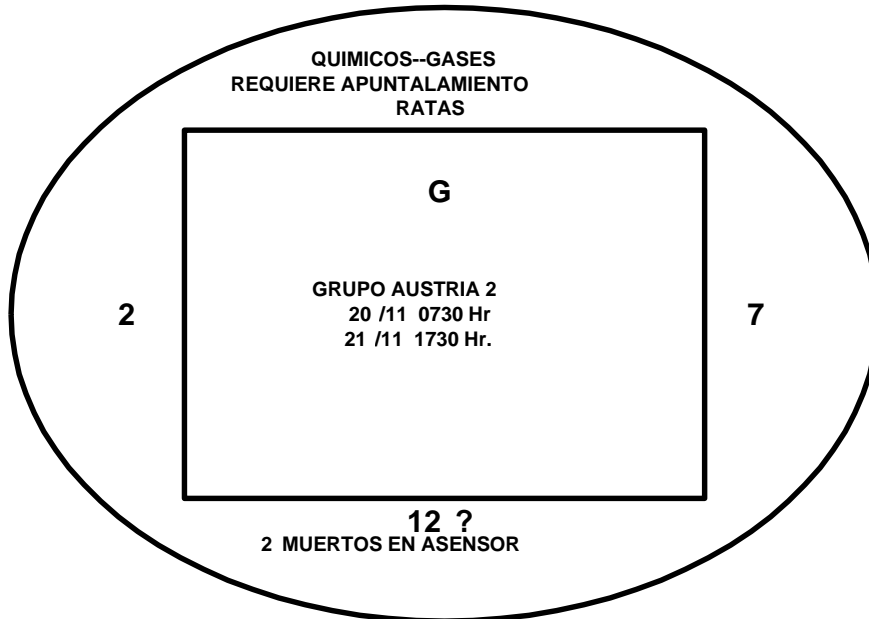 QUIMICOS--GASES
REQUIERE APUNTALAMIENTO
RATAS
G
2
GRUPO AUSTRIA 2
20 /11 0730 Hr
21 /11 1730 Hr.
7
12 ?
2 MUERTOS EN ASENSOR